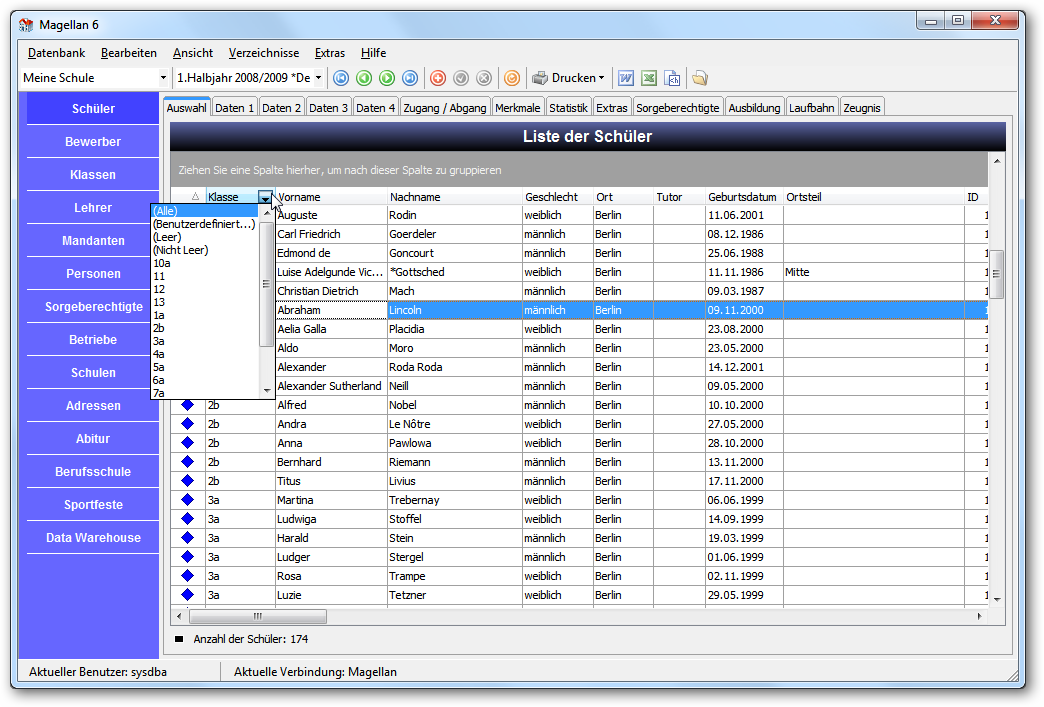 Magellan 6
Datenbank Bearbeiten Ansicht Verzeichnisse Extras Hilfe
Meine Schule 1.Halbjahr 2008/2009 *De Drucken
Schüler
Bewerber
Klassen
Lehrer
Mandanten
Personen
Sorgeberechtigte
Betriebe
Schulen
Adressen
Abitur
Berufsschule
Sportfeste
Data Warehouse
Auswahl Daten 1 Daten 2 Daten 3 Daten 4 Zugang / Abgang Merkmale Statistik Extras Sorgeberechtigte Ausbildung Laufbahn Zeugnis
Liste der Schüler
Ziehen Sie eine Spalte hierher, um nach dieser Spalte zu gruppieren
Klasse Vorname Nachname Geschlecht Ort Tutor Geburtsdatum Ortsteil ID
(Alle)
(Benutzerdefiniert...)
(Leer)
(Nicht Leer)
10a
11
12
13
1a
2b
3a
4a
5a
6a
7a
Auguste Rodin weiblich Berlin 11.06.2001 1
Carl Friedrich Goerdeler männlich Berlin 08.12.1986 1
Edmond de Goncourt männlich Berlin 25.06.1988 1
Luise Adelgunde Vic... *Gottsched weiblich Berlin 11.11.1986 Mitte 1
Christian Dietrich Mach männlich Berlin 09.03.1987 1
Abraham Lincoln männlich Berlin 09.11.2000 1
Aelia Galla Placidia weiblich Berlin 23.08.2000 1
Aldo Moro männlich Berlin 23.05.2000 1
Alexander Roda Roda männlich Berlin 14.12.2001 1
Alexander Sutherland Neill männlich Berlin 09.05.2000 1
2b Alfred Nobel männlich Berlin 10.10.2000 1
2b Andra Le Nôtre weiblich Berlin 27.05.2000 1
2b Anna Pawlowa weiblich Berlin 28.10.2000 1
2b Bernhard Riemann männlich Berlin 13.11.2000 1
2b Titus Livius männlich Berlin 17.11.2000 1
3a Martina Trebernay weiblich Berlin 06.06.1999 1
3a Ludwiga Stoffel weiblich Berlin 14.09.1999 1
3a Harald Stein männlich Berlin 19.03.1999 1
3a Ludger Stergel männlich Berlin 01.06.1999 1
3a Rosa Trampe weiblich Berlin 02.11.1999 1
3a Luzie Tetzner weiblich Berlin 29.05.1999 1
Anzahl der Schüler: 174
Aktueller Benutzer: sysdba Aktuelle Verbindung: Magellan